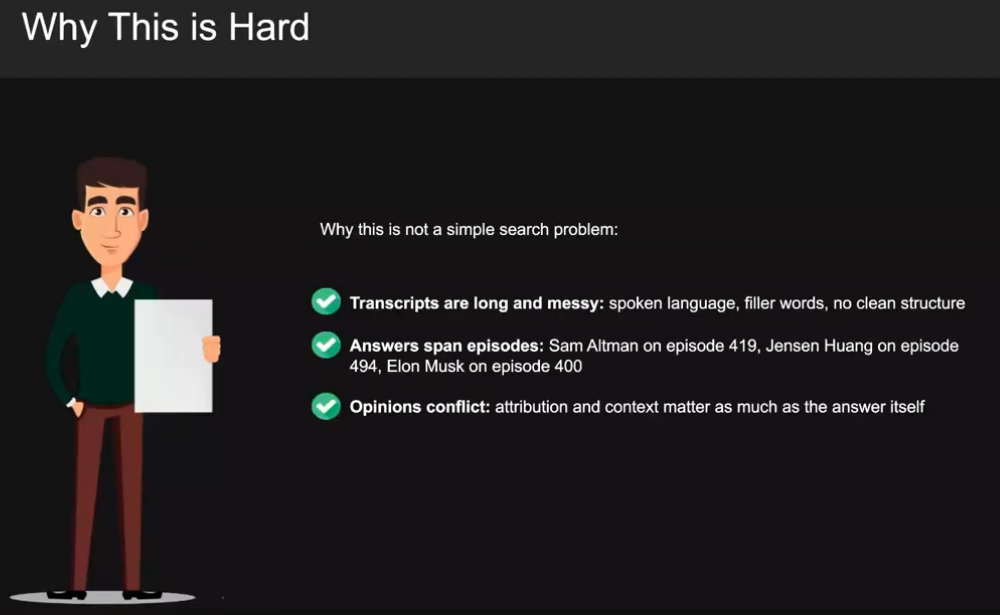 Why This is Hard
Why this is not a simple search problem:
Transcripts are long and messy: spoken language, filler words, no clean structure
Answers span episodes: Sam Altman on episode 419, Jensen Huang on episode
494, Elon Musk on episode 400
Opinions conflict: attribution and context matter as much as the answer itself